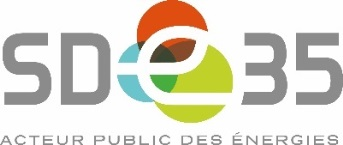 SDe35
ACTEUR PUBLIC DES ÉNERGIES